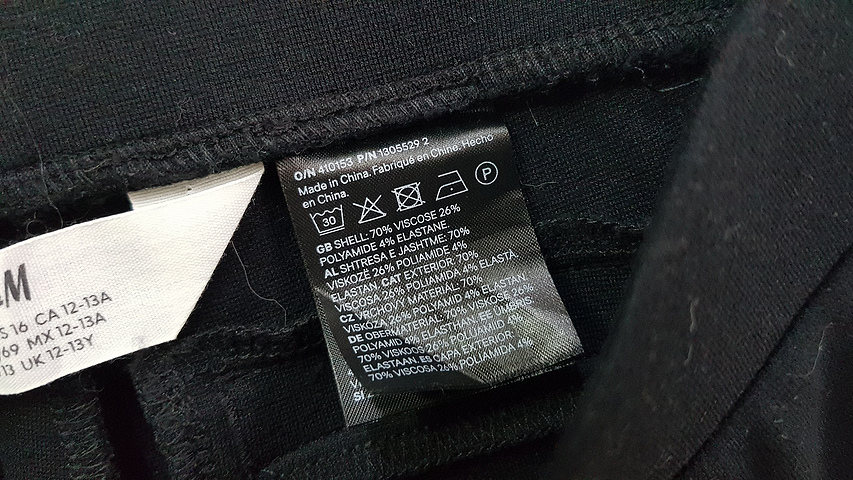 M
S 16 CA 12-13A
69 MX 12-13A
13 UK 12-13Y
O/N 410153 P/N 1305529 2
Made in China. Fabriqué en Chine. Hecho
en China.
30 P
GB SHELL: 70% VISCOSE 26%
POLYAMIDE 4% ELASTANE.
AL SHTRESA E JASHTME: 70%
VISKOZË 26% POLIAMIDE 4%
ELASTAN. CAT EXTERIOR: 70%
VISCOSA 26% POLIAMIDA 4% ELASTÀ.
CZ VRCHOVÝ MATERIÁL: 70%
VISKÓZA 26% POLYAMID 4% ELASTAN.
DE OBERMATERIAL: 70% VISKOSE 26%
POLYAMID 4% ELASTHAN. EE ÜMBRIS:
70% VISKOOS 26% POLÜAMIID 4%
ELASTAAN. ES CAPA EXTERIOR:
70% VISCOSA 26% POLIAMIDA 4%